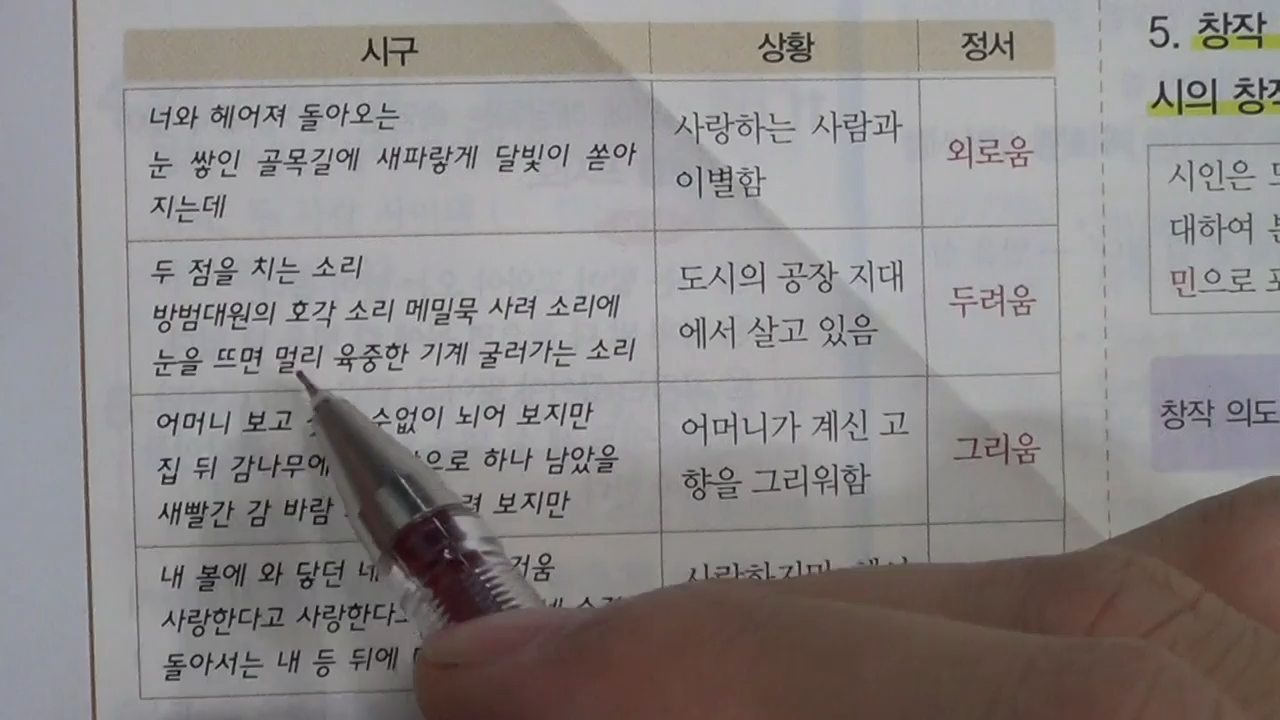 시구 상황 정서
너와 헤어져 돌아오는
눈 쌓인 골목길에 새파랗게 달빛이 쏟아
지는데
사랑하는 사람과
이별함
외로움
두 점을 치는 소리
방범대원의 호각 소리 메밀묵 사려 소리에
눈을 뜨면 멀리 육중한 기계 굴러가는 소리
도시의 공장 지대
에서 살고 있음
두려움
어머니 보고 수없이 뇌어 보지만
집 뒤 감나무에 하나 남았을
새빨간 감 바람 보지만
어머니가 계신 고
향을 그리워함
그리움
내 볼에 와 닿던
사랑한다고
돌아서는 내 등 뒤에
사랑하지만
5. 창작
시의
시인은
대하여
민으로
창작 의도